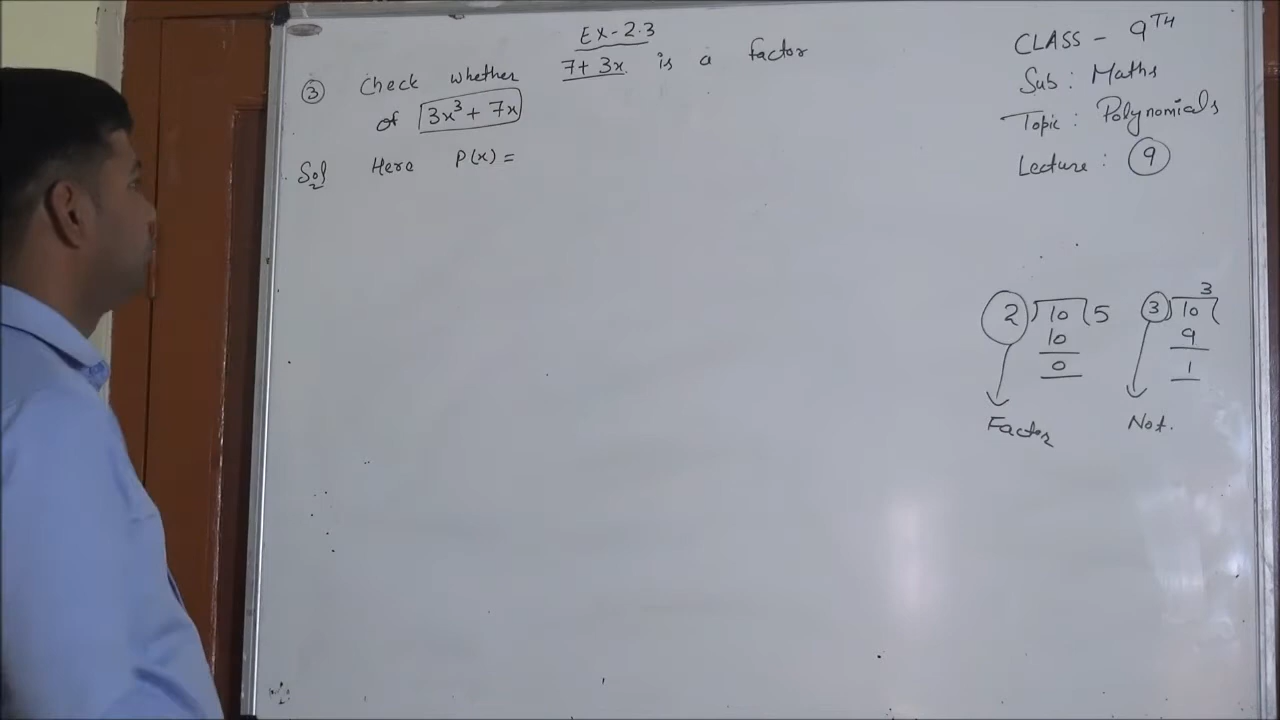 Ex - 2.3
③ Check whether 7 + 3x is a factor
of 3x³ + 7x
Sol Here P(x) =
CLASS - 9TH
Sub : Maths
Topic : Polynomials
Lecture : 9
2 ) 10 ( 5
10
0
Factor
3
3 ) 10 (
9
1
Not.